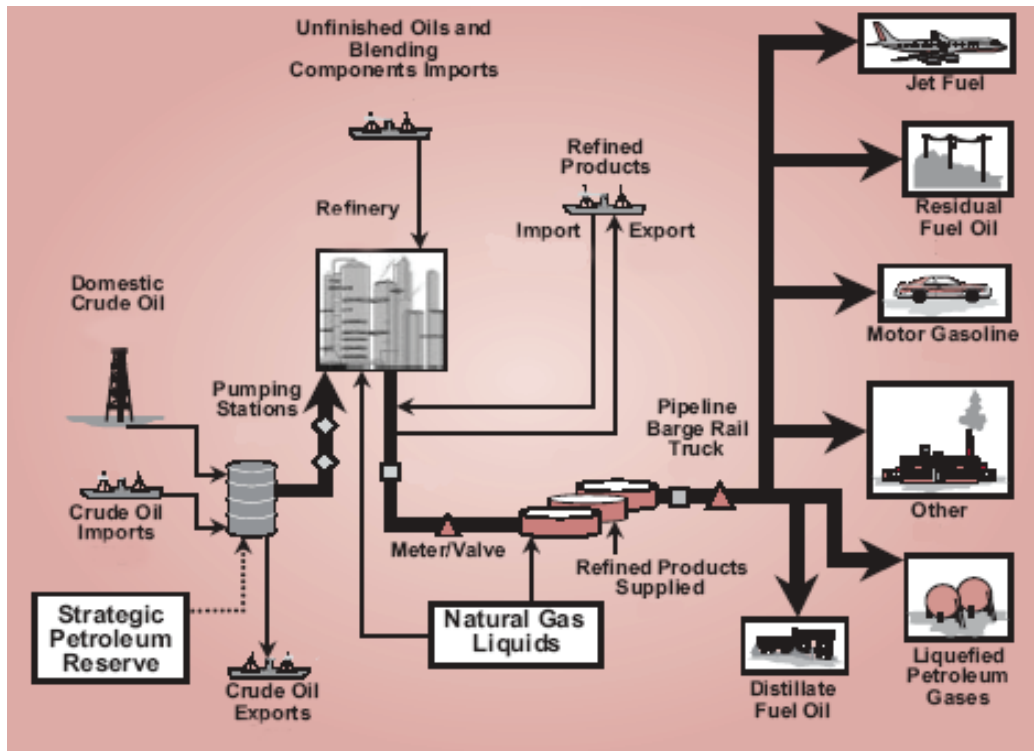 Unfinished Oils and
Blending
Components Imports
Refined
Products
Refinery
Import
Export
Domestic
Crude Oil
Pumping
Stations
Crude Oil
Imports
Strategic
Petroleum
Reserve
Crude Oil
Exports
Meter/Valve
Natural Gas
Liquids
Refined Products
Supplied
Pipeline
Barge Rail
Truck
Jet Fuel
Residual
Fuel Oil
Motor Gasoline
Other
Liquefied
Petroleum
Gases
Distillate
Fuel Oil